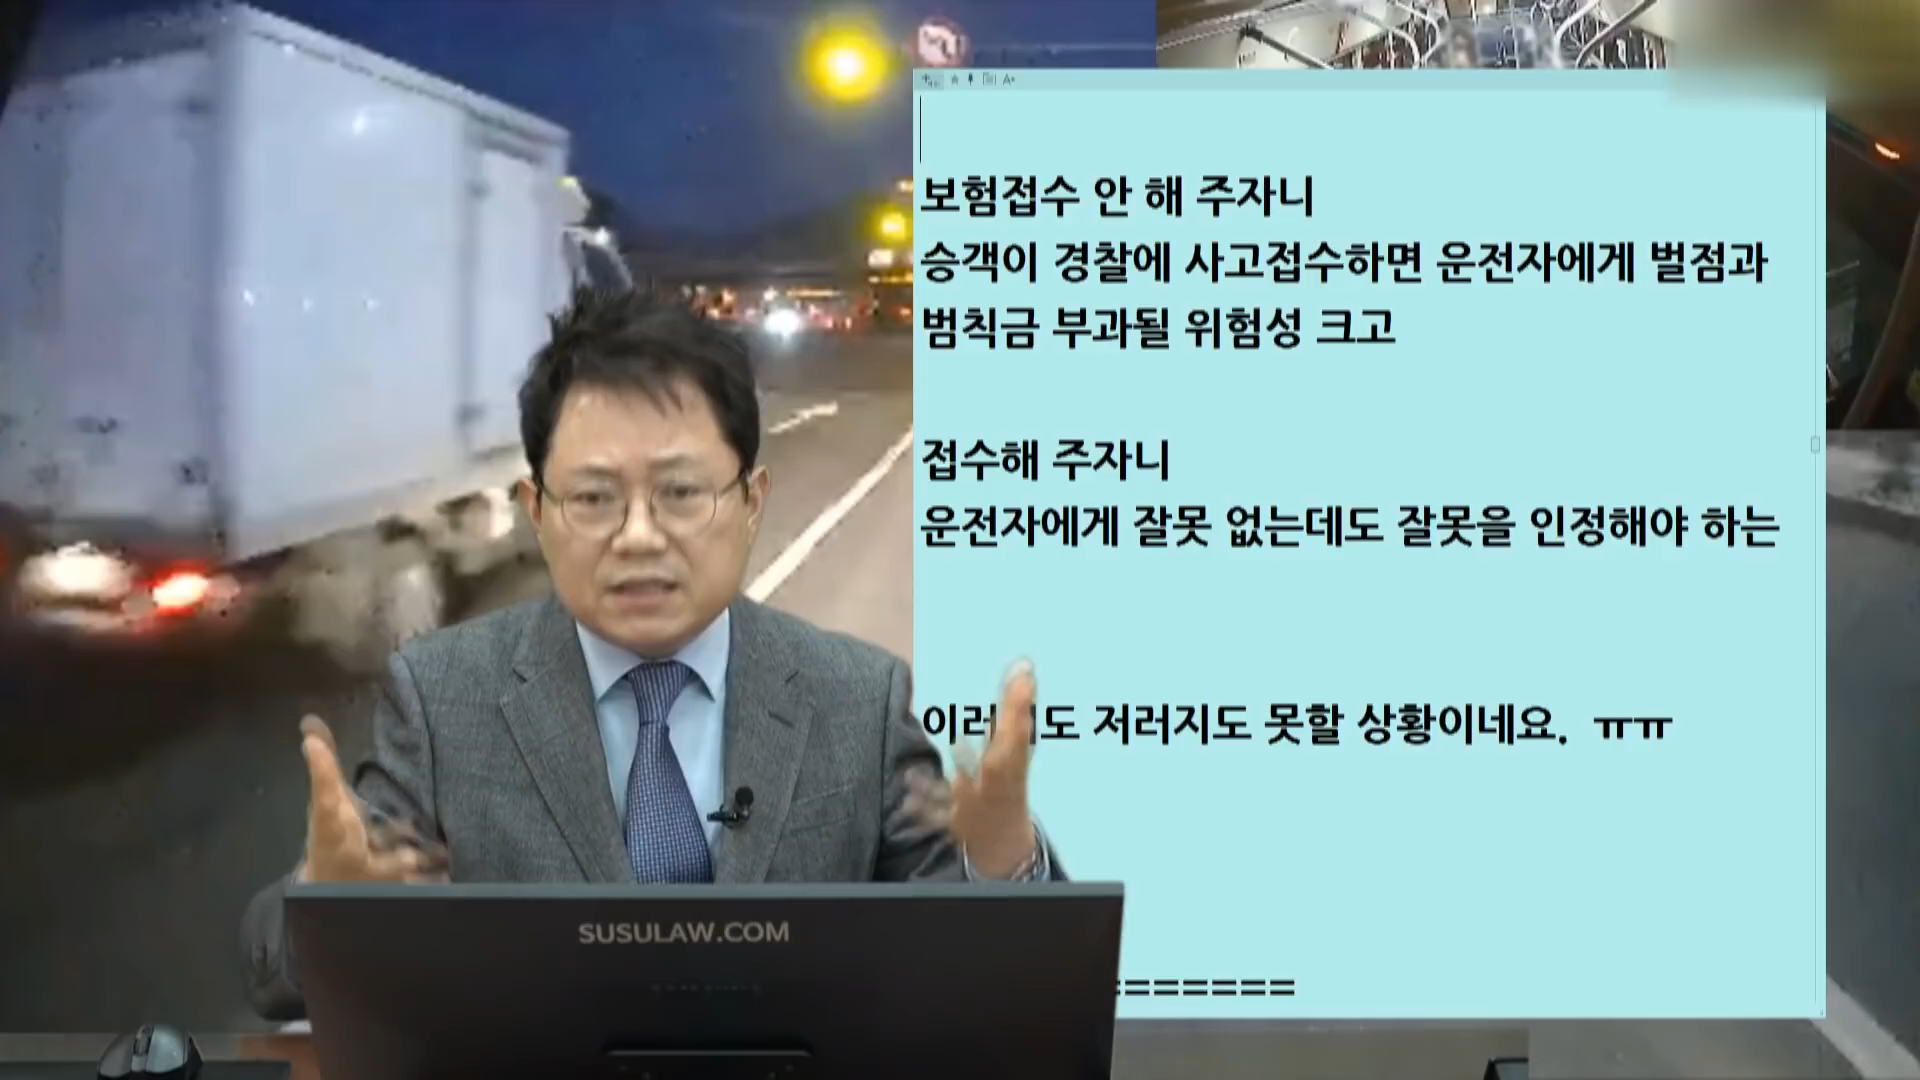 보험접수 안 해 주자니
승객이 경찰에 사고접수하면 운전자에게 벌점과
범칙금 부과될 위험성 크고
접수해 주자니
운전자에게 잘못 없는데도 잘못을 인정해야 하는
저러지도 못할 상황이네요. ㅠㅠ
=======
SUSULAW.COM